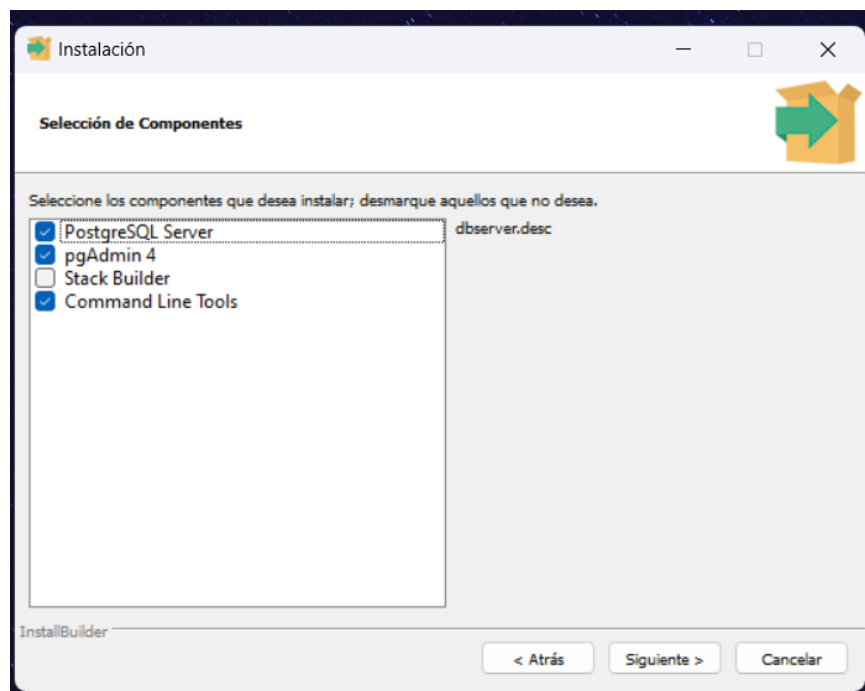 Instalación
Selección de Componentes
Seleccione los componentes que desea instalar; desmarque aquellos que no desea.
PostgreSQL Server
dbserver.desc
pgAdmin 4
Stack Builder
Command Line Tools
InstallBuilder
< Atrás
Siguiente >
Cancelar